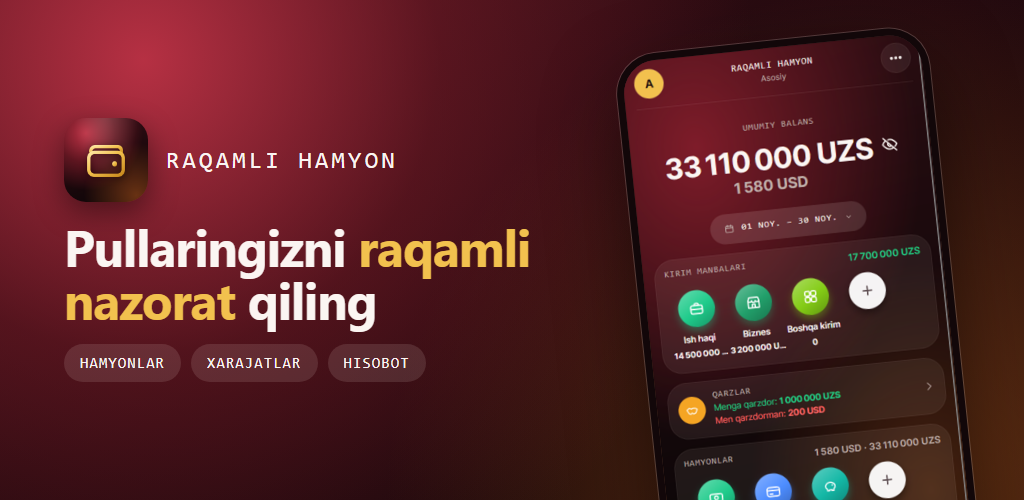 RAQAMLI HAMYON
Pullaringizni raqamli
nazorat qiling
HAMYONLAR
XARAJATLAR
HISOBOT
A
RAQAMLI HAMYON
Asosiy
UMUMIY BALANS
33 110 000 UZS
1 580 USD
01 NOY. – 30 NOY.
KIRIM MANBALARI
17 700 000 UZS
Ish haqi
Biznes
Boshqa kirim
14 500 000 ...
3 200 000 U...
0
QARZLAR
Menga qarzdor: 1 000 000 UZS
Men qarzdorman: 200 USD
HAMYONLAR
1 580 USD · 33 110 000 UZS